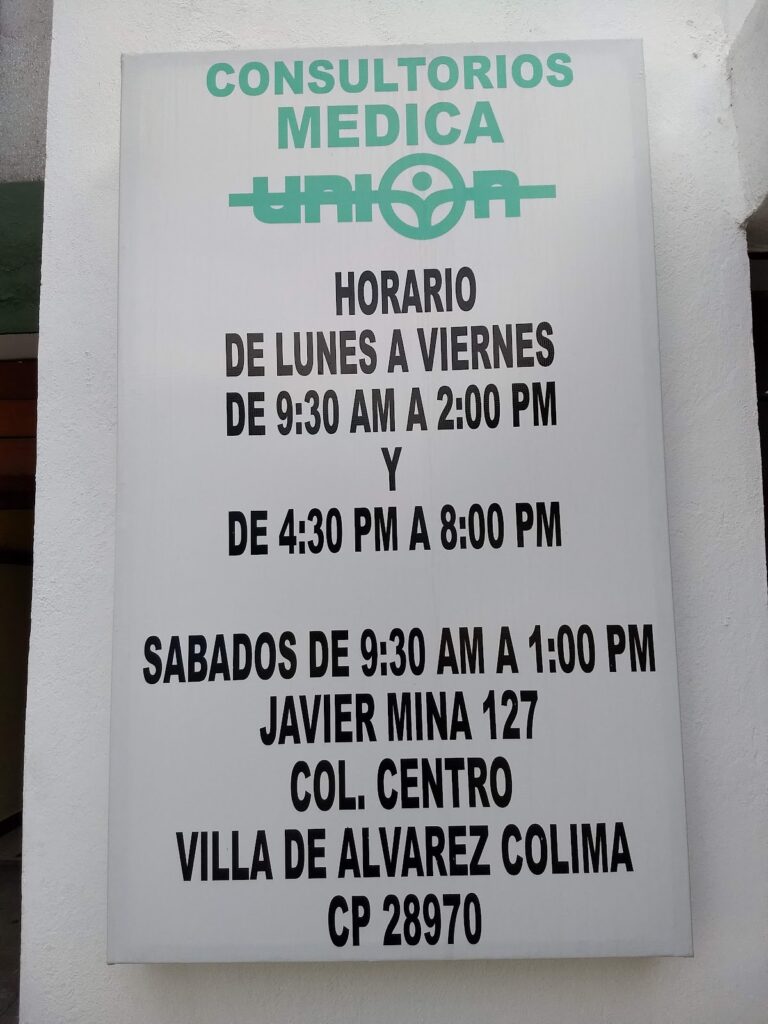 CONSULTORIOS
MEDICA
UNION
HORARIO
DE LUNES A VIERNES
DE 9:30 AM A 2:00 PM
Y
DE 4:30 PM A 8:00 PM
SABADOS DE 9:30 AM A 1:00 PM
JAVIER MINA 127
COL. CENTRO
VILLA DE ALVAREZ COLIMA
CP 28970